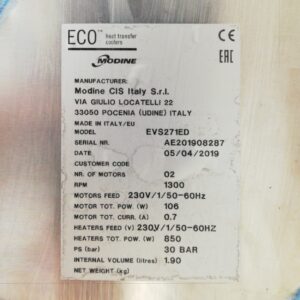 ECO™ heat transfer
coolers
CE
MODINE
EAC
MANUFACTURER:
Modine CIS Italy S.r.l.
VIA GIULIO LOCATELLI 22
33050 POCENIA (UDINE) ITALY
MADE IN ITALY/EU
MODEL EVS271ED
SERIAL NR. AE201908287
DATE 05/04/2019
CUSTOMER CODE
NR. OF MOTORS 02
RPM 1300
MOTORS FEED 230V/1/50-60Hz
MOTOR TOT. POW. (W) 106
MOTOR TOT. CURR. (A) 0.7
HEATERS FEED (V) 230V/1/50-60HZ
HEATERS TOT. POW. (W) 850
PS (bar) 30 BAR
INTERNAL VOLUME (litres) 1.90
NET WEIGHT (kg)